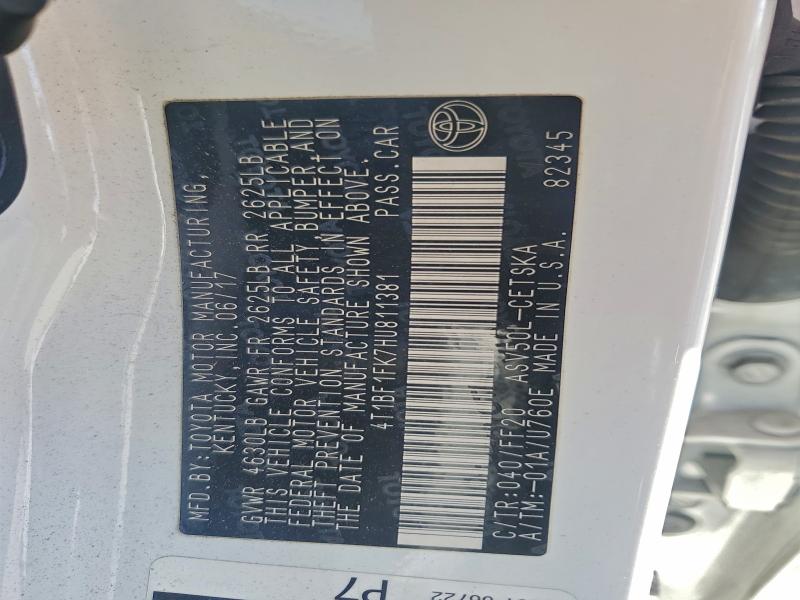 MFD.BY:TOYOTA MOTOR MANUFACTURING,
KENTUCKY,INC. 06/17
GVWR 4630LB GAWR FR 2625LB RR 2625LB
THIS VEHICLE CONFORMS TO ALL APPLICABLE
FEDERAL MOTOR VEHICLE SAFETY, BUMPER,AND
THEFT PREVENTION STANDARDS IN EFFECT ON
THE DATE OF MANUFACTURE SHOWN ABOVE.
4T1BF1FK7HU811381 PASS.CAR
C/TR:040/FF20 ASV50L-CETSKA
A/TM:-01A/U760E MADE IN U.S.A. 82345
P7